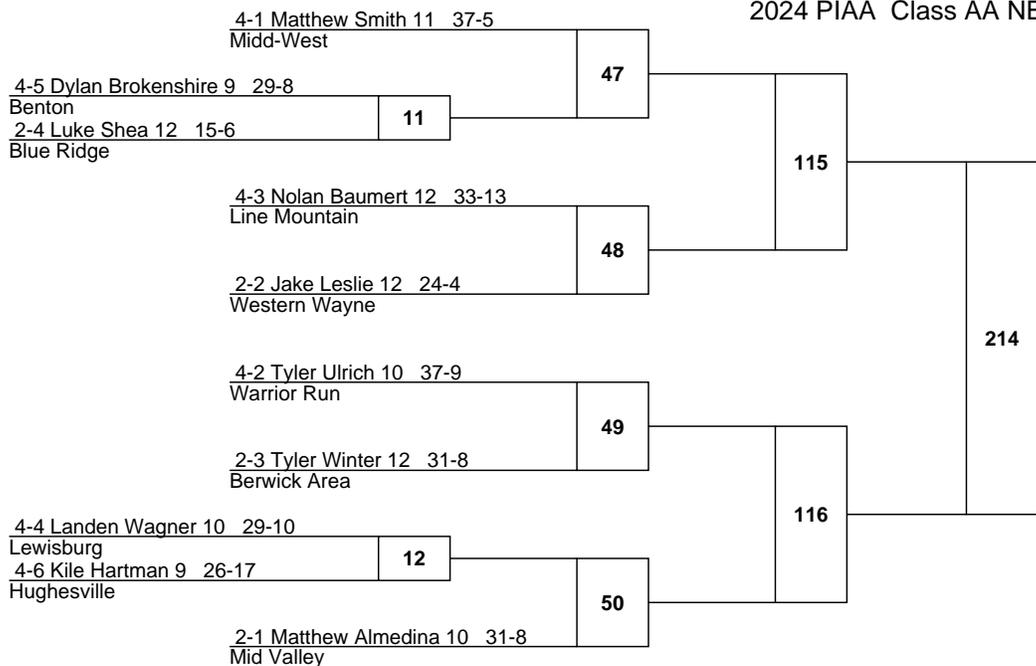 2024 PIAA Class AA NE
4-1 Matthew Smith 11 37-5
Midd-West
47
4-5 Dylan Brokenshire 9 29-8
Benton
11
2-4 Luke Shea 12 15-6
Blue Ridge
115
4-3 Nolan Baumert 12 33-13
Line Mountain
48
2-2 Jake Leslie 12 24-4
Western Wayne
214
4-2 Tyler Ulrich 10 37-9
Warrior Run
49
2-3 Tyler Winter 12 31-8
Berwick Area
116
4-4 Landen Wagner 10 29-10
Lewisburg
12
4-6 Kile Hartman 9 26-17
Hughesville
50
2-1 Matthew Almedina 10 31-8
Mid Valley